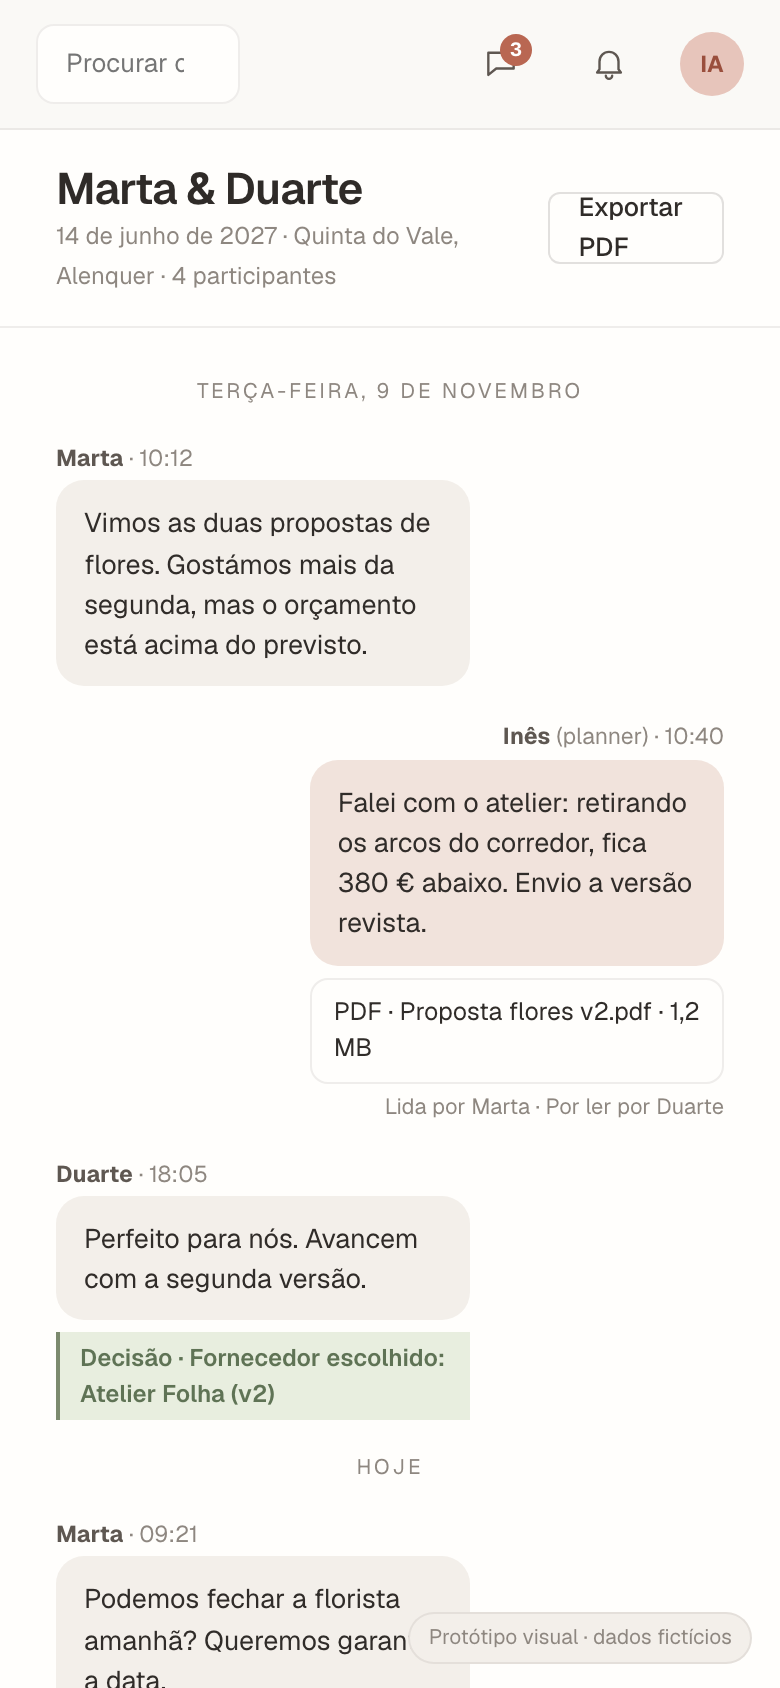 Procurar
3
IA
Marta & Duarte
14 de junho de 2027 · Quinta do Vale,
Alenquer · 4 participantes
Exportar
PDF
TERÇA-FEIRA, 9 DE NOVEMBRO
Marta · 10:12
Vimos as duas propostas de
flores. Gostámos mais da
segunda, mas o orçamento
está acima do previsto.
Inês (planner) · 10:40
Falei com o atelier: retirando
os arcos do corredor, fica
380 € abaixo. Envio a versão
revista.
PDF · Proposta flores v2.pdf · 1,2
MB
Lida por Marta · Por ler por Duarte
Duarte · 18:05
Perfeito para nós. Avancem
com a segunda versão.
Decisão · Fornecedor escolhido:
Atelier Folha (v2)
HOJE
Marta · 09:21
Podemos fechar a florista
amanhã? Queremos garan
a data.
Protótipo visual · dados fictícios